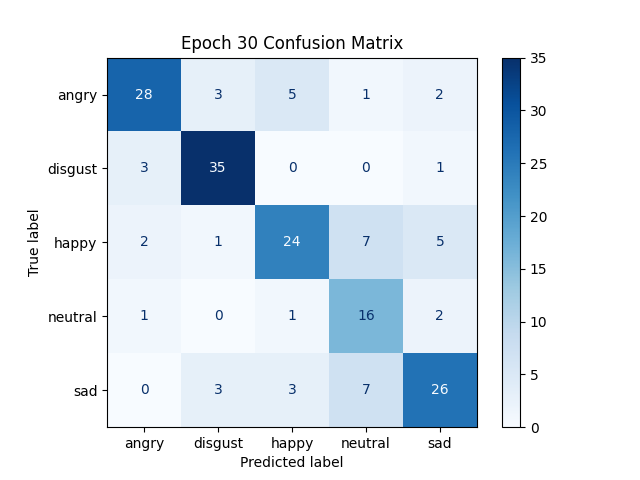 Epoch 30 Confusion Matrix
True label
angry 28 3 5 1 2
disgust 3 35 0 0 1
happy 2 1 24 7 5
neutral 1 0 1 16 2
sad 0 3 3 7 26
angry disgust happy neutral sad
Predicted label
35
30
25
20
15
10
5
0